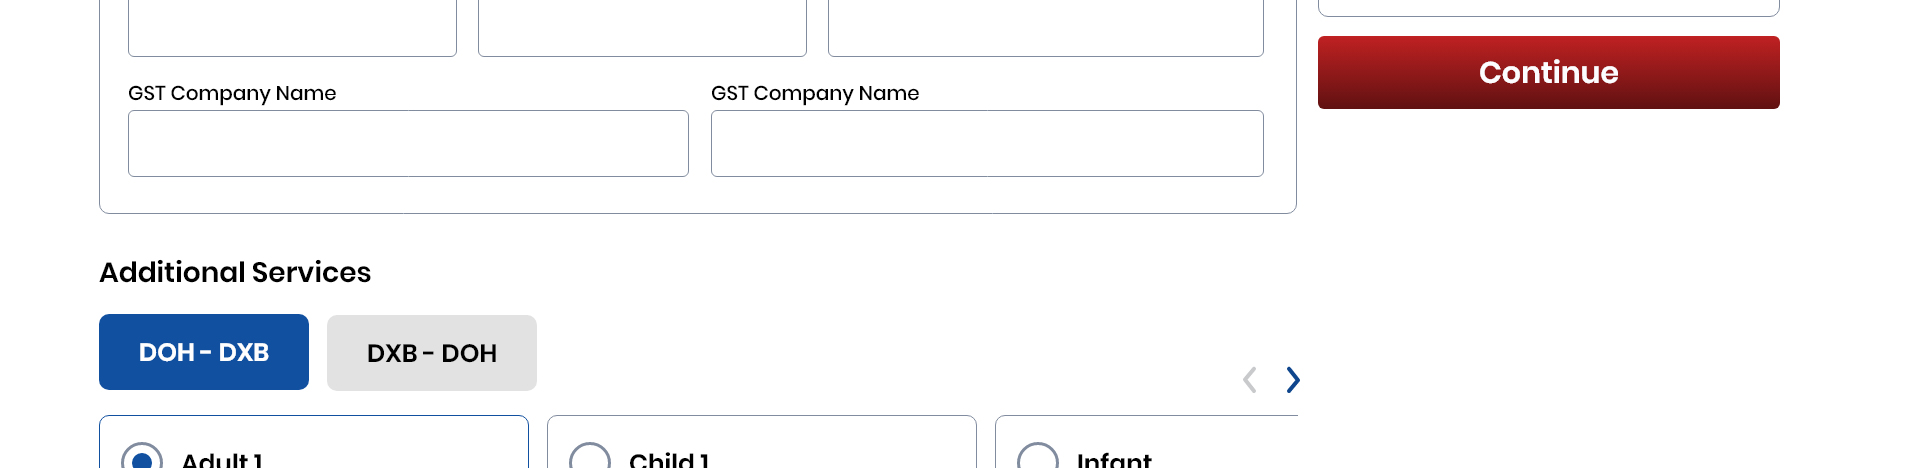 GST Company Name
GST Company Name
Continue
Additional Services
DOH - DXB
DXB - DOH
Adult 1
Child 1
Infant